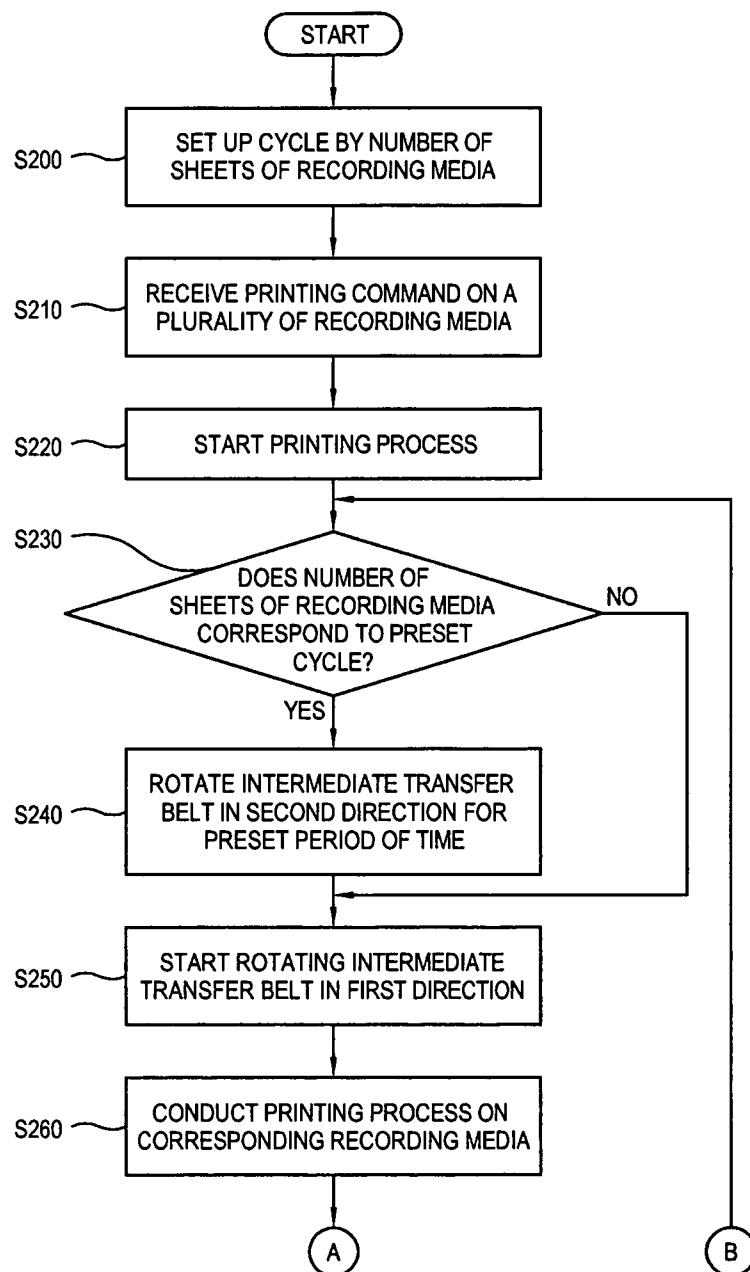 START
S200
SET UP CYCLE BY NUMBER OF
SHEETS OF RECORDING MEDIA
S210
RECEIVE PRINTING COMMAND ON A
PLURALITY OF RECORDING MEDIA
S220
START PRINTING PROCESS
S230
DOES NUMBER OF
SHEETS OF RECORDING MEDIA
CORRESPOND TO PRESET
CYCLE?
NO
YES
S240
ROTATE INTERMEDIATE TRANSFER
BELT IN SECOND DIRECTION FOR
PRESET PERIOD OF TIME
S250
START ROTATING INTERMEDIATE
TRANSFER BELT IN FIRST DIRECTION
S260
CONDUCT PRINTING PROCESS ON
CORRESPONDING RECORDING MEDIA
A
B